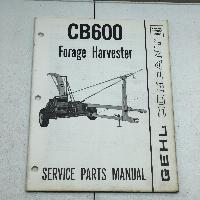 CB600
Forage Harvester
GEHL COMPANY
SERVICE PARTS MANUAL